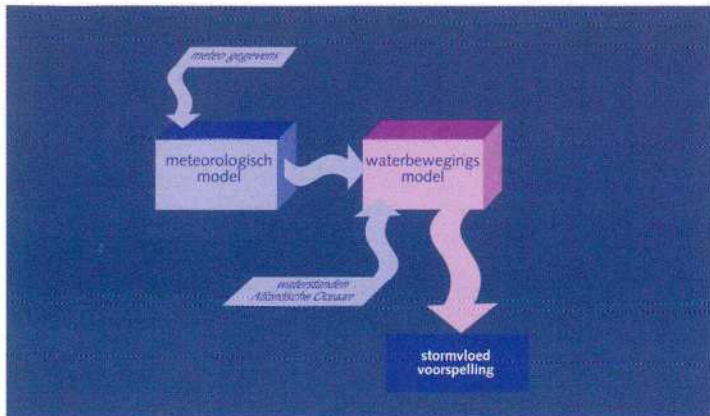 meteo gegevens
meteorologisch
model
waterbewegings
model
waterstanden
Atlantische Oceaan
stormvloed
voorspelling